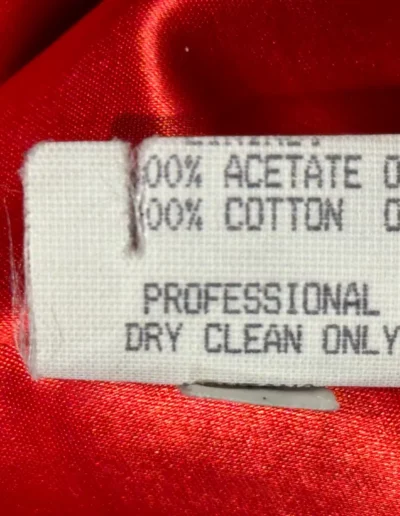 00% ACETATE
00% COTTON
PROFESSIONAL
DRY CLEAN ONLY